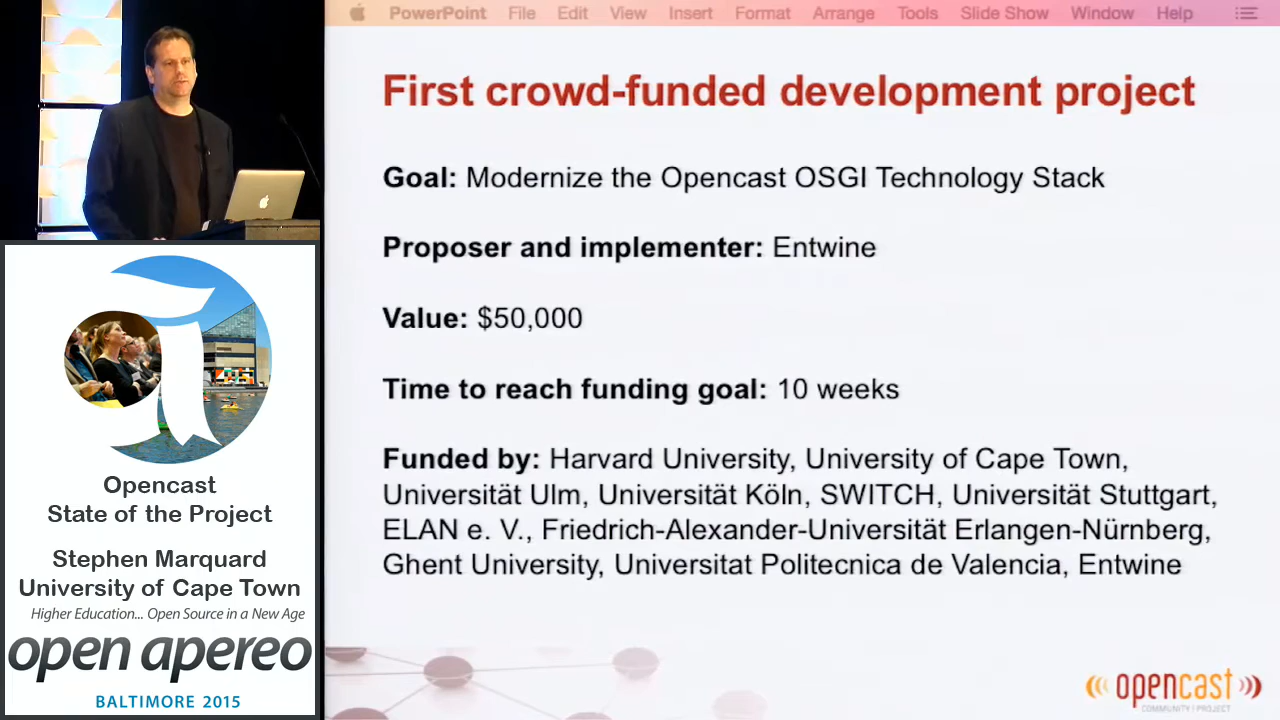 PowerPoint File Edit View Insert Format Arrange Tools Slide Show Window Help
First crowd-funded development project
Goal: Modernize the Opencast OSGI Technology Stack
Proposer and implementer: Entwine
Value: $50,000
Time to reach funding goal: 10 weeks
Funded by: Harvard University, University of Cape Town,
Universität Ulm, Universität Köln, SWITCH, Universität Stuttgart,
ELAN e. V., Friedrich-Alexander-Universität Erlangen-Nürnberg,
Ghent University, Universitat Politecnica de Valencia, Entwine
opencast
COMMUNITY PROJECT
Opencast
State of the Project
Stephen Marquard
University of Cape Town
Higher Education... Open Source in a New Age
open apereo
BALTIMORE 2015